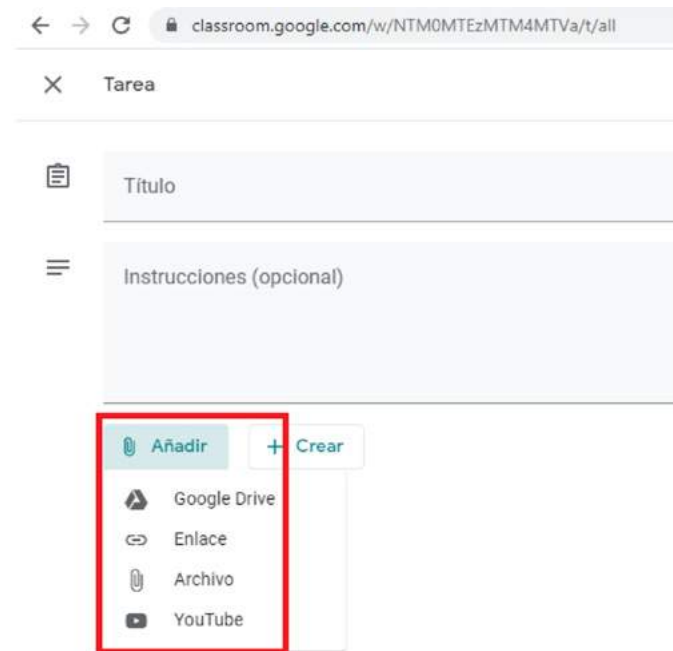 classroom.google.com/w/NTM0MTEzMTM4MTVa/t/all
Tarea
Título
Instrucciones (opcional)
Añadir + Crear
Google Drive
Enlace
Archivo
YouTube